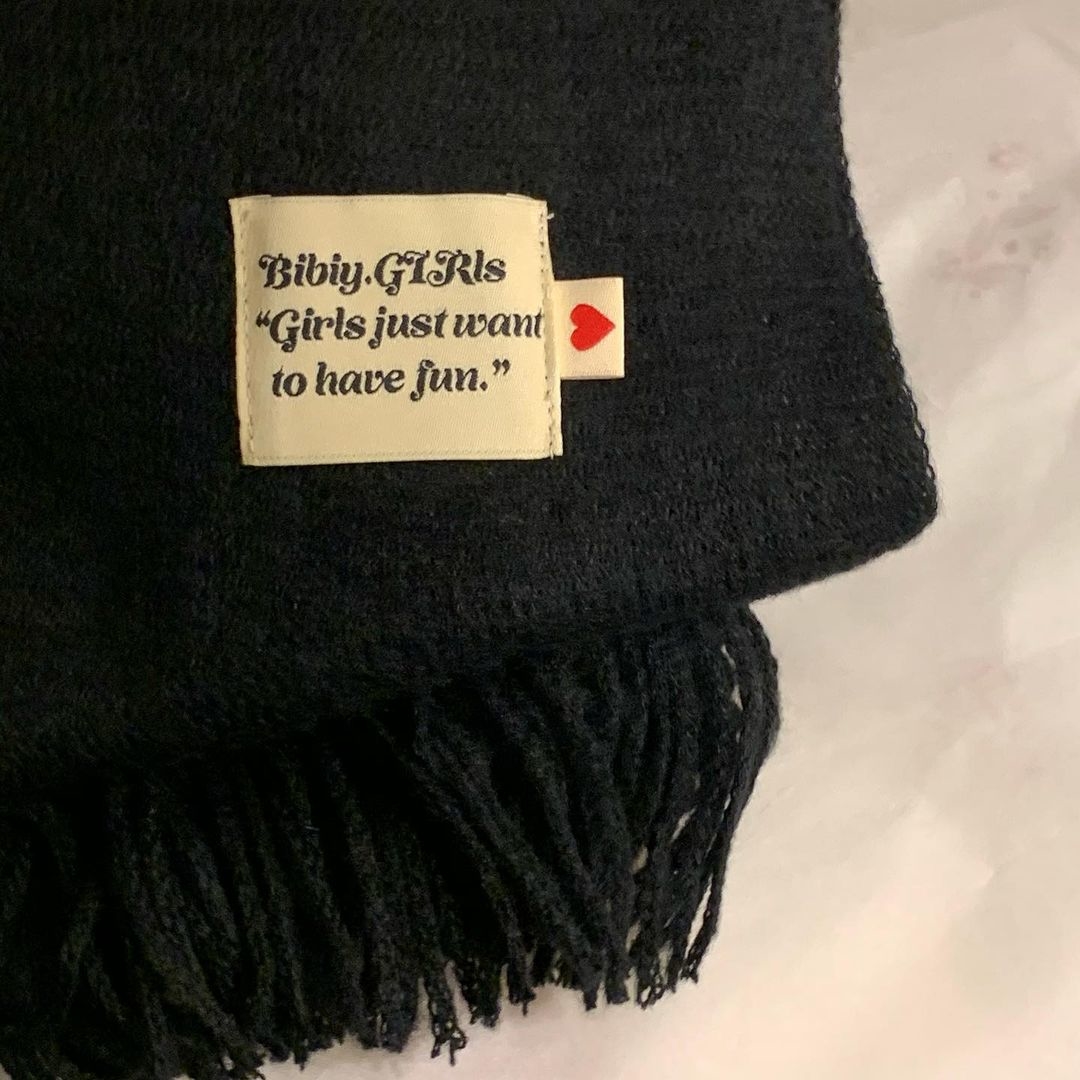 Bibiy.GIRls
“Girls just want
to have fun.”